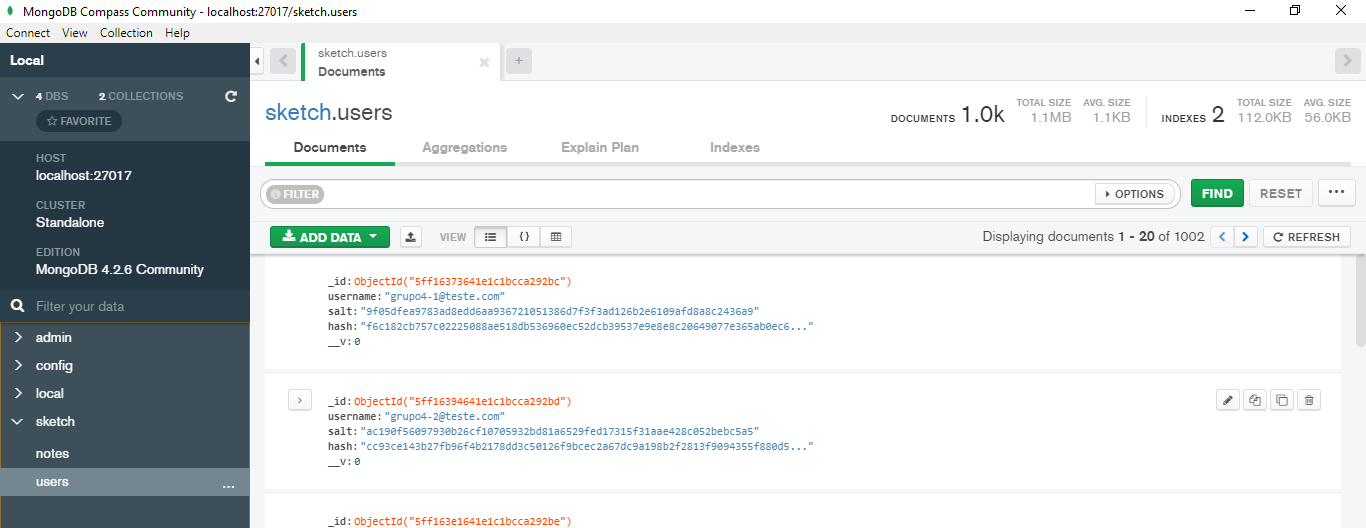 MongoDB Compass Community - localhost:27017/sketch.users
Connect View Collection Help
Local
4 DBS 2 COLLECTIONS
FAVORITE
HOST
localhost:27017
CLUSTER
Standalone
EDITION
MongoDB 4.2.6 Community
Filter your data
admin
config
local
sketch
notes
users ...
sketch.users
Documents
sketch.users
DOCUMENTS 1.0k TOTAL SIZE 1.1MB AVG. SIZE 1.1KB INDEXES 2 TOTAL SIZE 112.0KB AVG. SIZE 56.0KB
Documents Aggregations Explain Plan Indexes
FILTER OPTIONS FIND RESET ...
ADD DATA VIEW {} Displaying documents 1 - 20 of 1002 REFRESH
_id:ObjectId("5ff16373641e1c1bcca292bc")
username:"grupo4-1@teste.com"
salt:"9f05dfea9783ad8edd6aa936721051386d7f3f3ad126b2e6109afd8a8c2436a9"
hash:"f6c182cb757c02225088ae518db536960ec52dcb39537e9e8e8c20649077e365ab0ec6..."
__v:0
_id:ObjectId("5ff16394641e1c1bcca292bd")
username:"grupo4-2@teste.com"
salt:"ac190f56097930b26cf10705932bd81a6529fed17315f31aae428c052bebc5a5"
hash:"cc93ce143b27fb96f4b2178dd3c50126f9bcec2a67dc9a198b2f2813f9094355f880d5..."
__v:0
_id:ObjectId("5ff163e1641e1c1bcca292be")